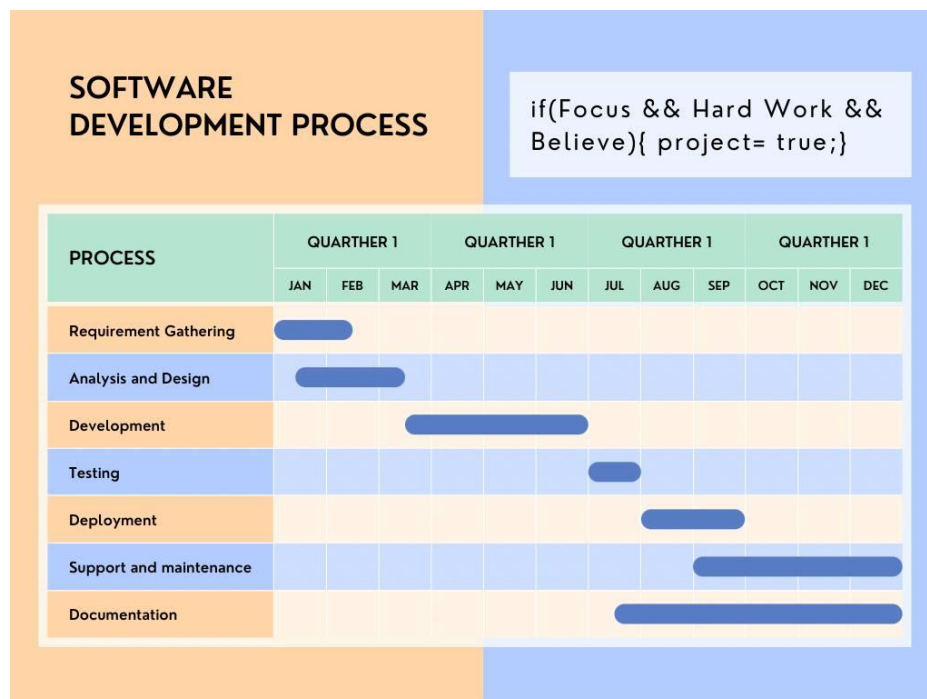 SOFTWARE
DEVELOPMENT PROCESS
if(Focus && Hard Work &&
Believe){ project= true;}
PROCESS
QUARTHER 1 QUARTHER 1 QUARTHER 1 QUARTHER 1
JAN FEB MAR APR MAY JUN JUL AUG SEP OCT NOV DEC
Requirement Gathering
Analysis and Design
Development
Testing
Deployment
Support and maintenance
Documentation